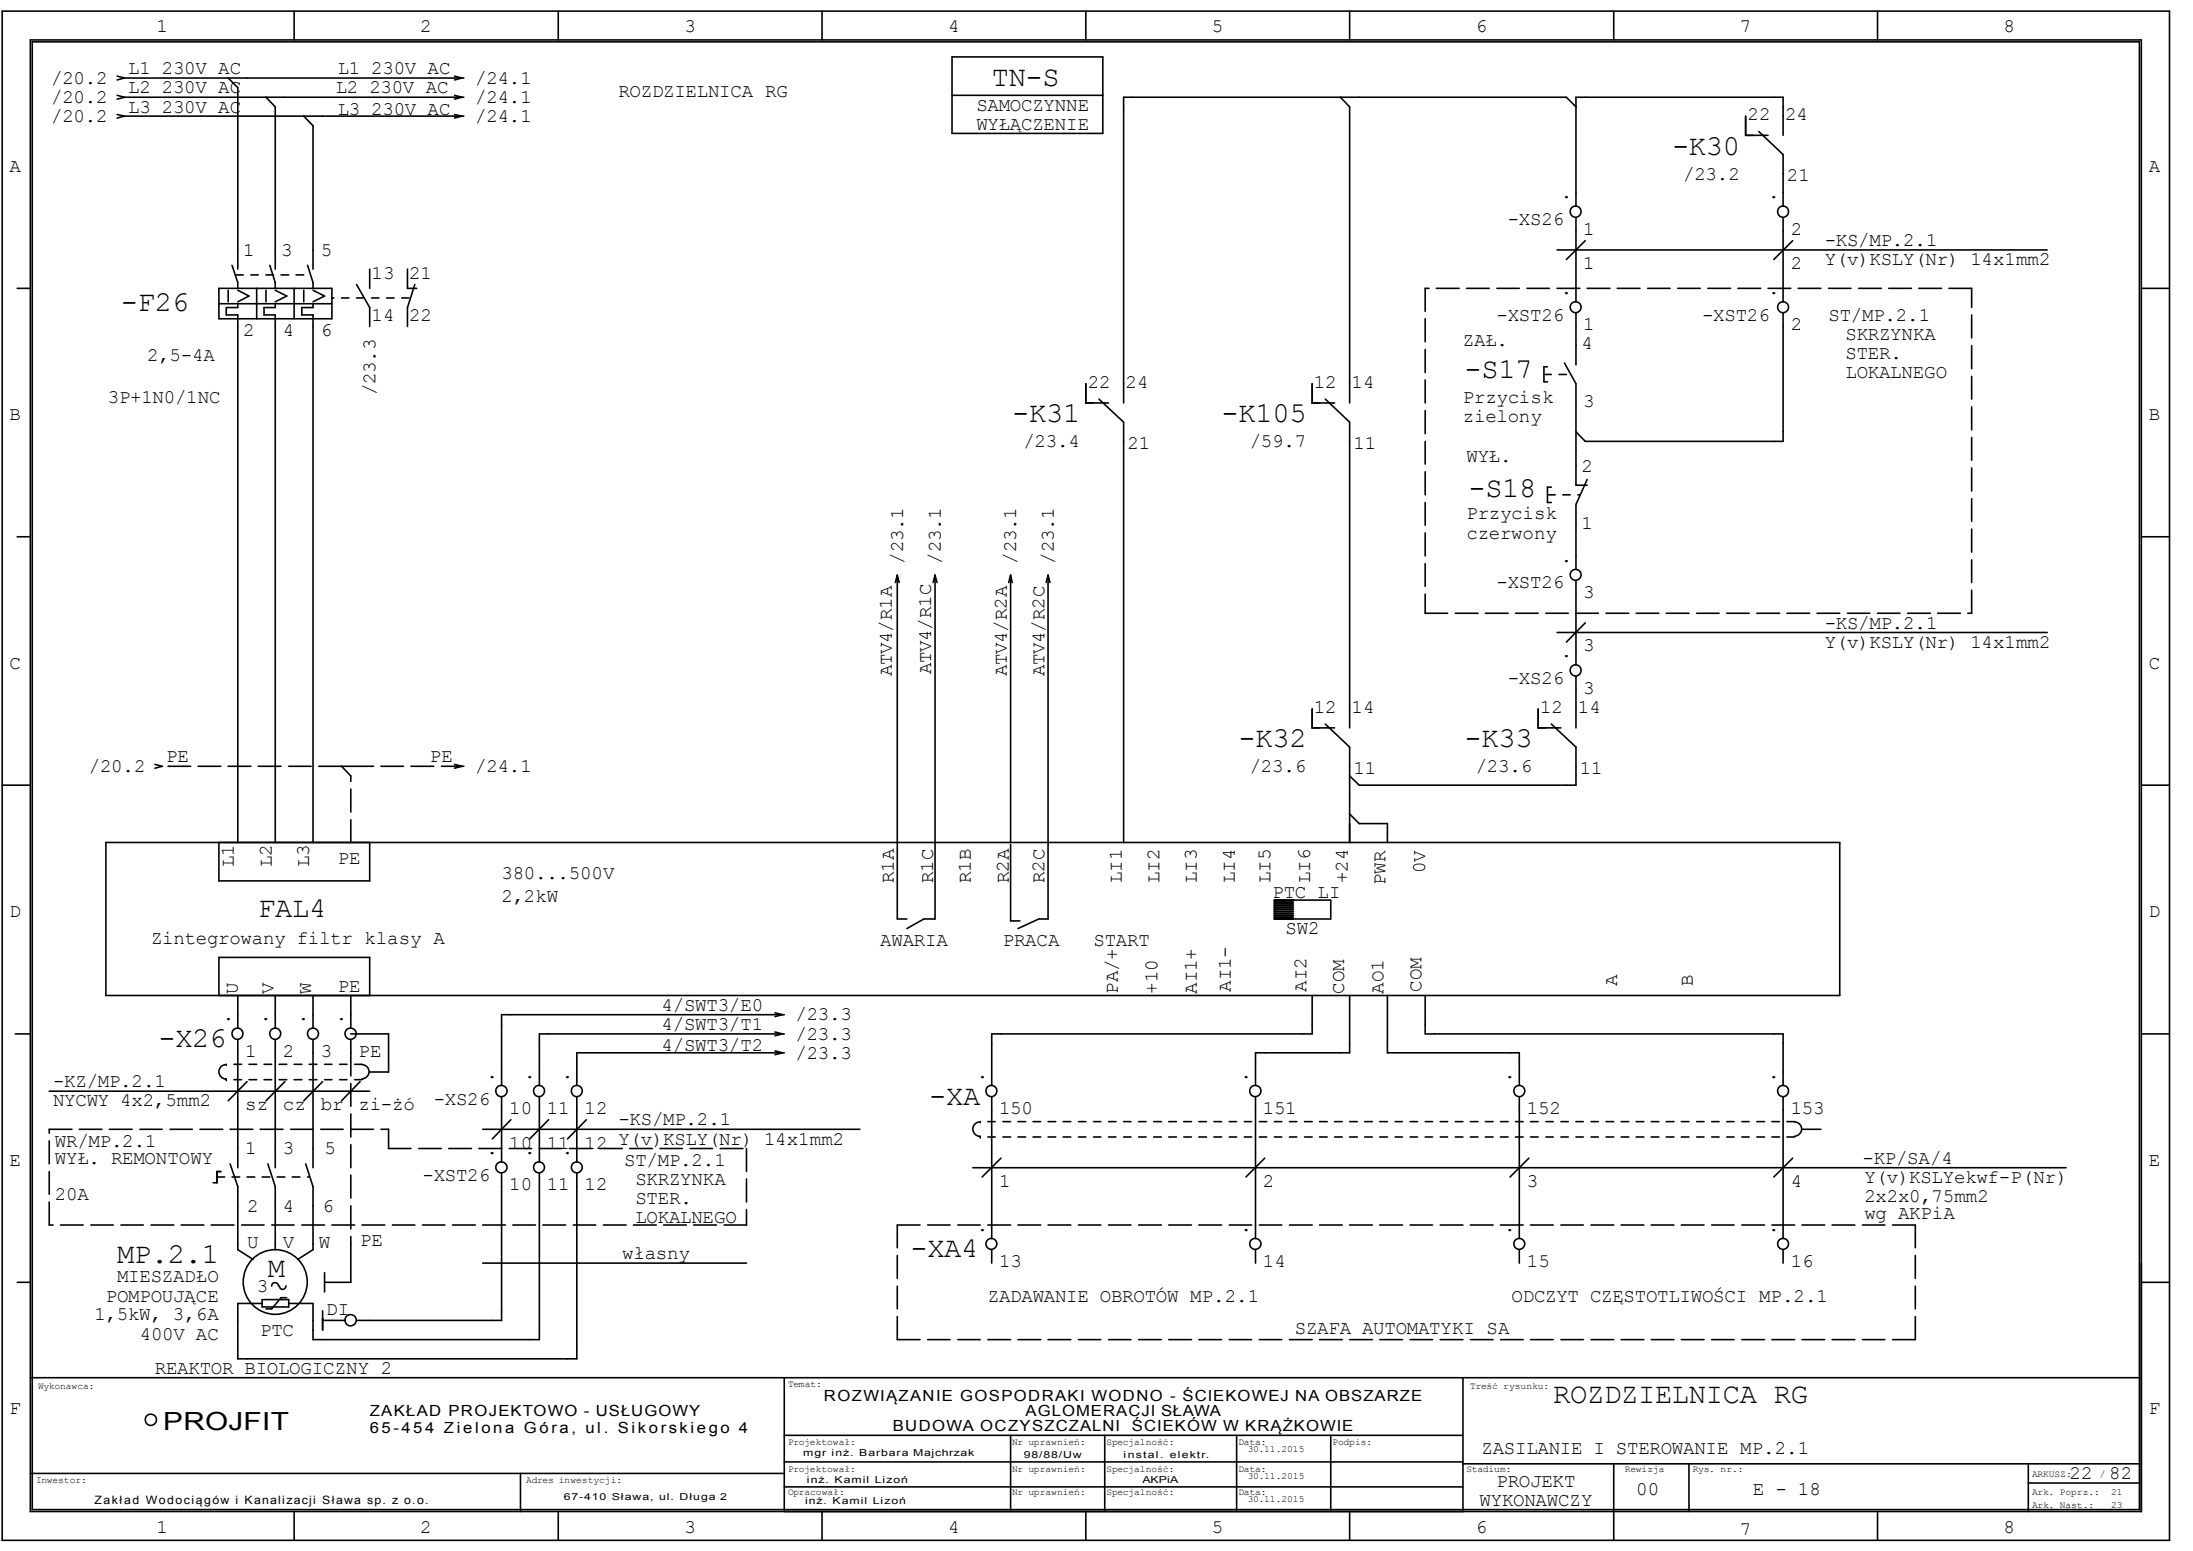 1 2 3 4 5 6 7 8
/20.2 L1 230V AC L1 230V AC /24.1
/20.2 L2 230V AC L2 230V AC /24.1
/20.2 L3 230V AC L3 230V AC /24.1
ROZDZIELNICA RG
TN-S
SAMOCZYNNE
WYŁĄCZENIE
22 24
-K30
/23.2
21
A A
-XS26
1 2
-KS/MP.2.1
Y(v)KSLY(Nr) 14x1mm2
1 2
1 3 5
13 21
-F26
14 22
2 4 6
2,5-4A
3P+1N0/1NC
/23.3
-XST26
1
-XST26
2
ST/MP.2.1
SKRZYNKA
STER.
LOKALNEGO
ZAŁ.
4
-S17
Przycisk
zielony
3
B B
22 24
-K31
/23.4
21
12 14
-K105
/59.7
11
WYŁ.
2
-S18
Przycisk
czerwony
1
-XST26
3
-KS/MP.2.1
Y(v)KSLY(Nr) 14x1mm2
3
-XS26
3
C C
/23.1 /23.1 /23.1 /23.1
ATV4/R1A ATV4/R1C ATV4/R2A ATV4/R2C
12 14
-K32
/23.6
11
12 14
-K33
/23.6
11
/20.2 PE PE /24.1
L1 L2 L3 PE
380...500V
2,2kW
R1A R1C R1B R2A R2C LI1 LI2 LI3 LI4 LI5 LI6 +24 PWR 0V
PTC LI
SW2
D D
FAL4
Zintegrowany filtr klasy A
AWARIA PRACA START
PA/+ +10 AI1+ AI1- AI2 COM AO1 COM A B
U V W PE
4/SWT3/E0 /23.3
4/SWT3/T1 /23.3
4/SWT3/T2 /23.3
-X26
1 2 3 PE
-KZ/MP.2.1
NYCWY 4x2,5mm2
sz cz br zi-żó
-XS26
10 11 12
-KS/MP.2.1
Y(v)KSLY(Nr) 14x1mm2
10 11 12
-XST26
10 11 12
ST/MP.2.1
SKRZYNKA
STER.
LOKALNEGO
WR/MP.2.1
WYŁ. REMONTOWY
20A
1 3 5
2 4 6
E E
-XA
150 151 152 153
-KP/SA/4
Y(v)KSLYekwf-P(Nr)
2x2x0,75mm2
wg AKPiA
1 2 3 4
-XA4
13 14 15 16
ZADAWANIE OBROTÓW MP.2.1
ODCZYT CZĘSTOTLIWOŚCI MP.2.1
SZAFA AUTOMATYKI SA
U V W PE
własny
MP.2.1
MIESZADŁO
POMPOUJĄCE
1,5kW, 3,6A
400V AC
M
3
PTC
DI
REAKTOR BIOLOGICZNY 2
F F
Wykonawca:
PROJFIT
ZAKŁAD PROJEKTOWO - USŁUGOWY
65-454 Zielona Góra, ul. Sikorskiego 4
Inwestor:
Zakład Wodociągów i Kanalizacji Sława sp. z o.o.
Adres inwestycji:
67-410 Sława, ul. Długa 2
Temat:
ROZWIĄZANIE GOSPODRAKI WODNO - ŚCIEKOWEJ NA OBSZARZE
AGLOMERACJI SŁAWA
BUDOWA OCZYSZCZALNI ŚCIEKÓW W KRĄŻKOWIE
Projektował: mgr inż. Barbara Majchrzak Nr uprawnień: 98/88/Uw Specjalność: instal. elektr. Data: 30.11.2015 Podpis:
Projektował: inż. Kamil Lizoń Nr uprawnień: Specjalność: AKPiA Data: 30.11.2015
Opracował: inż. Kamil Lizoń Nr uprawnień: Specjalność: Data: 30.11.2015
Treść rysunku:
ROZDZIELNICA RG
ZASILANIE I STEROWANIE MP.2.1
Stadium:
PROJEKT
WYKONAWCZY
Rewizja
00
Rys. nr.:
E - 18
ARKUSZ: 22 / 82
Ark. Poprz.: 21
Ark. Nast.: 23
1 2 3 4 5 6 7 8